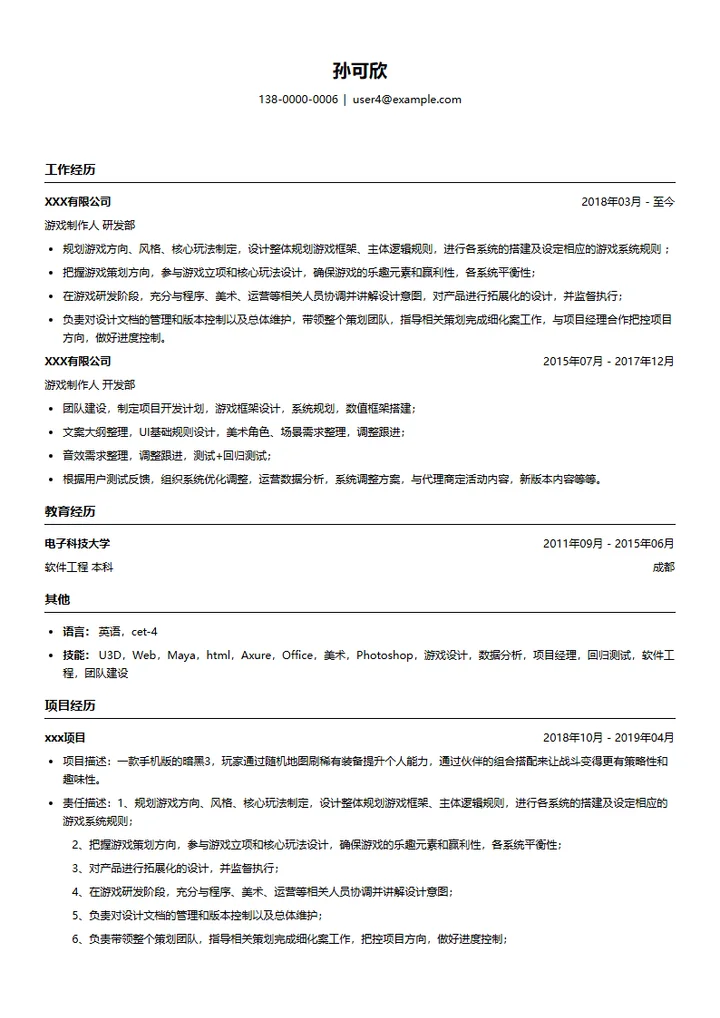 孙可欣
138-0000-0006 | user4@example.com
工作经历
XXX有限公司 2018年03月 - 至今
游戏制作人 研发部
• 规划游戏方向、风格、核心玩法制定，设计整体规划游戏框架、主体逻辑规则，进行各系统的搭建及设定相应的游戏系统规则 ；
• 把握游戏策划方向，参与游戏立项和核心玩法设计，确保游戏的乐趣元素和赢利性，各系统平衡性；
• 在游戏研发阶段，充分与程序、美术、运营等相关人员协调并讲解设计意图，对产品进行拓展化的设计，并监督执行；
• 负责对设计文档的管理和版本控制以及总体维护，带领整个策划团队，指导相关策划完成细化案工作，与项目经理合作把控项目
方向，做好进度控制。
XXX有限公司 2015年07月 - 2017年12月
游戏制作人 开发部
• 团队建设，制定项目开发计划，游戏框架设计，系统规划，数值框架搭建；
• 文案大纲整理，UI基础规则设计，美术角色、场景需求整理，调整跟进；
• 音效需求整理，调整跟进，测试+回归测试；
• 根据用户测试反馈，组织系统优化调整，运营数据分析，系统调整方案，与代理商定活动内容，新版本内容等等。
教育经历
电子科技大学 2011年09月 - 2015年06月
软件工程 本科 成都
其他
• 语言： 英语，cet-4
• 技能： U3D，Web，Maya，html，Axure，Office，美术，Photoshop，游戏设计，数据分析，项目经理，回归测试，软件工
程，团队建设
项目经历
xxx项目 2018年10月 - 2019年04月
• 项目描述：一款手机版的暗黑3，玩家通过随机地图刷稀有装备提升个人能力，通过伙伴的组合搭配来让战斗变得更有策略性和
趣味性。
• 责任描述：1、规划游戏方向、风格、核心玩法制定，设计整体规划游戏框架、主体逻辑规则，进行各系统的搭建及设定相应的
游戏系统规则；
2、把握游戏策划方向，参与游戏立项和核心玩法设计，确保游戏的乐趣元素和赢利性，各系统平衡性；
3、对产品进行拓展化的设计，并监督执行；
4、在游戏研发阶段，充分与程序、美术、运营等相关人员协调并讲解设计意图；
5、负责对设计文档的管理和版本控制以及总体维护；
6、负责带领整个策划团队，指导相关策划完成细化案工作，把控项目方向，做好进度控制；